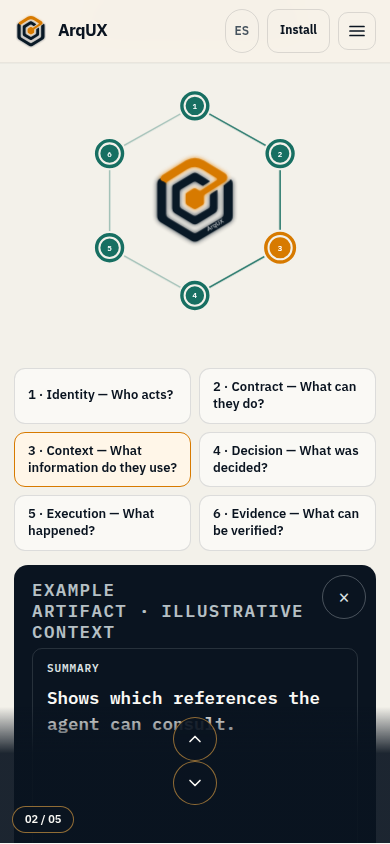 ArqUX
ES
Install
1
6
2
ArqUX
5
3
4
1 · Identity — Who acts?
2 · Contract — What can
they do?
3 · Context — What
information do they use?
4 · Decision — What was
decided?
5 · Execution — What
happened?
6 · Evidence — What can
be verified?
EXAMPLE
ARTIFACT · ILLUSTRATIVE
CONTEXT
×
SUMMARY
Shows which references the
agent can consult.
02 / 05